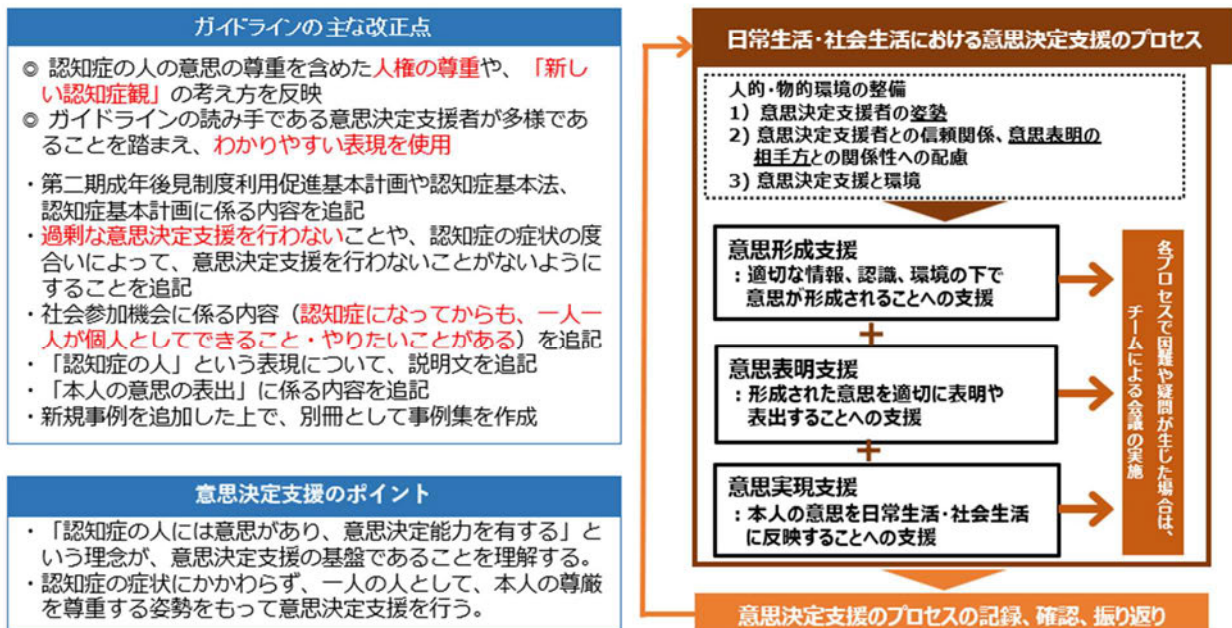 ガイドラインの主な改正点
◎ 認知症の人の意思の尊重を含めた人権の尊重や、「新し
い認知症観」の考え方を反映
◎ ガイドラインの読み手である意思決定支援者が多様であ
ることを踏まえ、わかりやすい表現を使用
・第二期成年後見制度利用促進基本計画や認知症基本法、
認知症基本計画に係る内容を追記
・過剰な意思決定支援を行わないことや、認知症の症状の度
合いによって、意思決定支援を行わないことがないように
することを追記
・社会参加機会に係る内容（認知症になってからも、一人一
人が個人としてできること・やりたいことがある）を追記
・「認知症の人」という表現について、説明文を追記
・「本人の意思の表出」に係る内容を追記
・新規事例を追加した上で、別冊として事例集を作成
意思決定支援のポイント
・「認知症の人には意思があり、意思決定能力を有する」と
いう理念が、意思決定支援の基盤であることを理解する。
・認知症の症状にかかわらず、一人の人として、本人の尊厳
を尊重する姿勢をもって意思決定支援を行う。
日常生活・社会生活における意思決定支援のプロセス
人的・物的環境の整備
1) 意思決定支援者の姿勢
2) 意思決定支援者との信頼関係、意思表明の
相手方との関係性への配慮
3) 意思決定支援と環境
意思形成支援
：適切な情報、認識、環境の下で
意思が形成されることへの支援
+
意思表明支援
：形成された意思を適切に表明や
表出することへの支援
+
意思実現支援
：本人の意思を日常生活・社会生活
に反映することへの支援
各プロセスで困難や疑問が生じた場合は、
チームによる会議の実施
意思決定支援のプロセスの記録、確認、振り返り